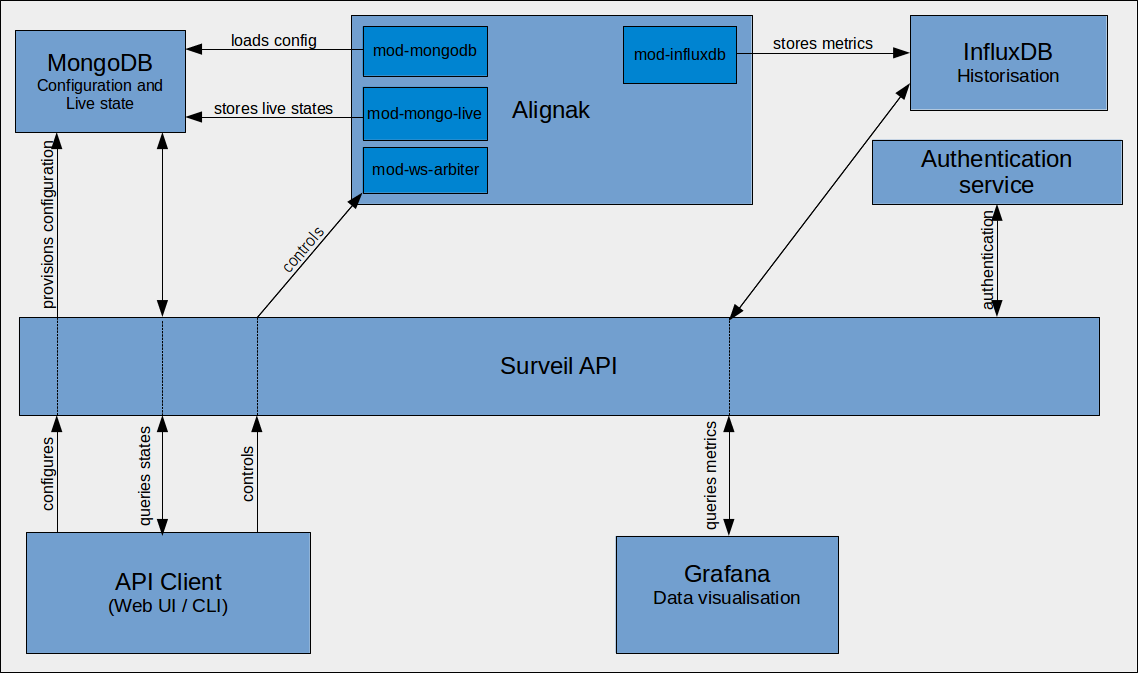 MongoDB
Configuration and
Live state
loads config
stores live states
mod-mongodb
mod-mongo-live
mod-ws-arbiter
Alignak
mod-influxdb
stores metrics
InfluxDB
Historisation
Authentication
service
provisions configuration
controls
authentication
Surveil API
configures
queries states
controls
queries metrics
API Client
(Web UI / CLI)
Grafana
Data visualisation